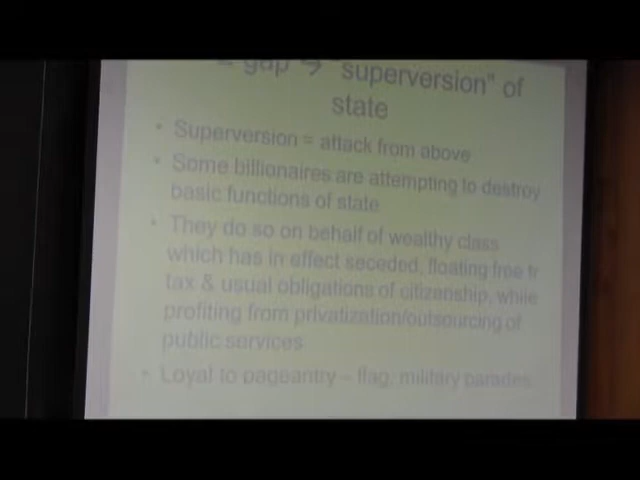 = gap → "superversion" of
state
• Superversion = attack from above
• Some billionaires are attempting to destroy
basic functions of state
• They do so on behalf of wealthy class
which has in effect seceded, floating free fr
tax & usual obligations of citizenship, while
profiting from privatization/outsourcing of
public services
• Loyal to pageantry – flag, military parades,